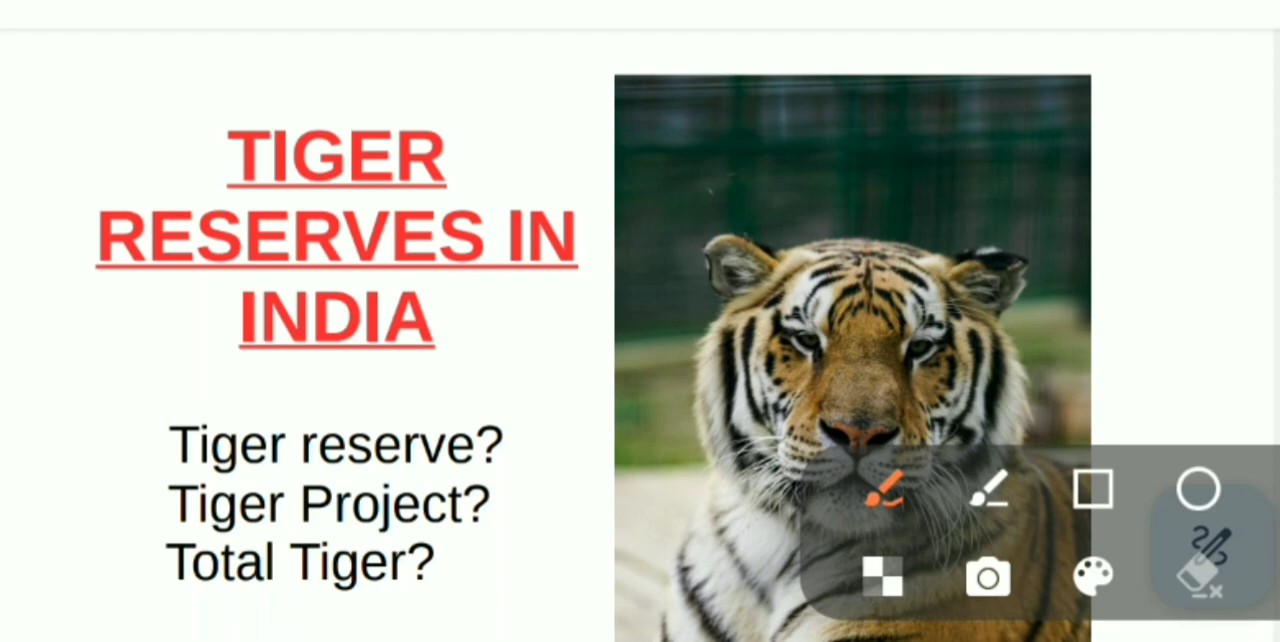 TIGER
RESERVES IN
INDIA
Tiger reserve?
Tiger Project?
Total Tiger?